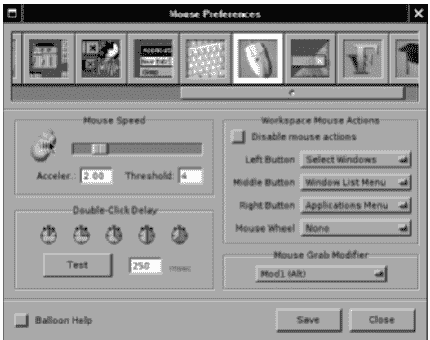 Mouse Preferences
Mouse Speed
Acceler.: 2.00 Threshold: 4
Double-Click Delay
Test 250 msec
Workspace Mouse Actions
Disable mouse actions
Left Button Select Windows
Middle Button Window List Menu
Right Button Applications Menu
Mouse Wheel None
Mouse Grab Modifier
Mod1 (Alt)
Balloon Help
Save Close